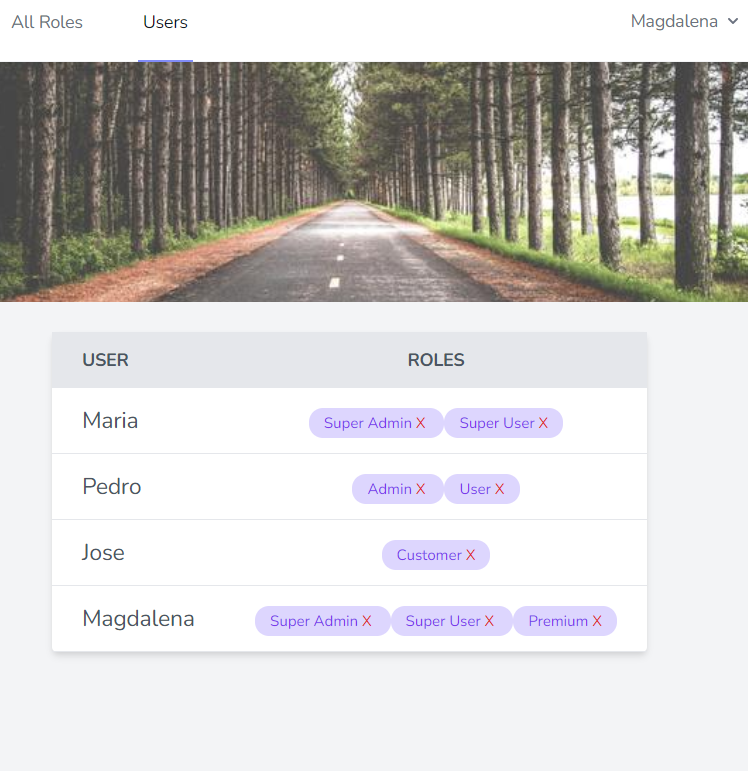 All Roles Users Magdalena
USER ROLES
Maria Super Admin X Super User X
Pedro Admin X User X
Jose Customer X
Magdalena Super Admin X Super User X Premium X